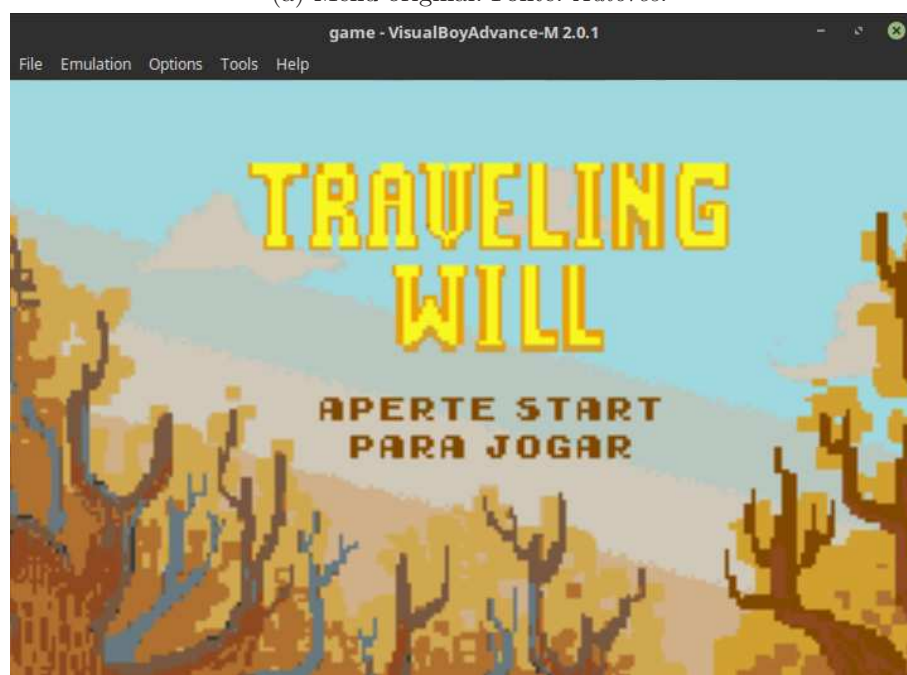 (a) Menu original. Fonte: Autores.
game - VisualBoyAdvance-M 2.0.1
File Emulation Options Tools Help
TRAVELING
WILL
APERTE START
PARA JOGAR